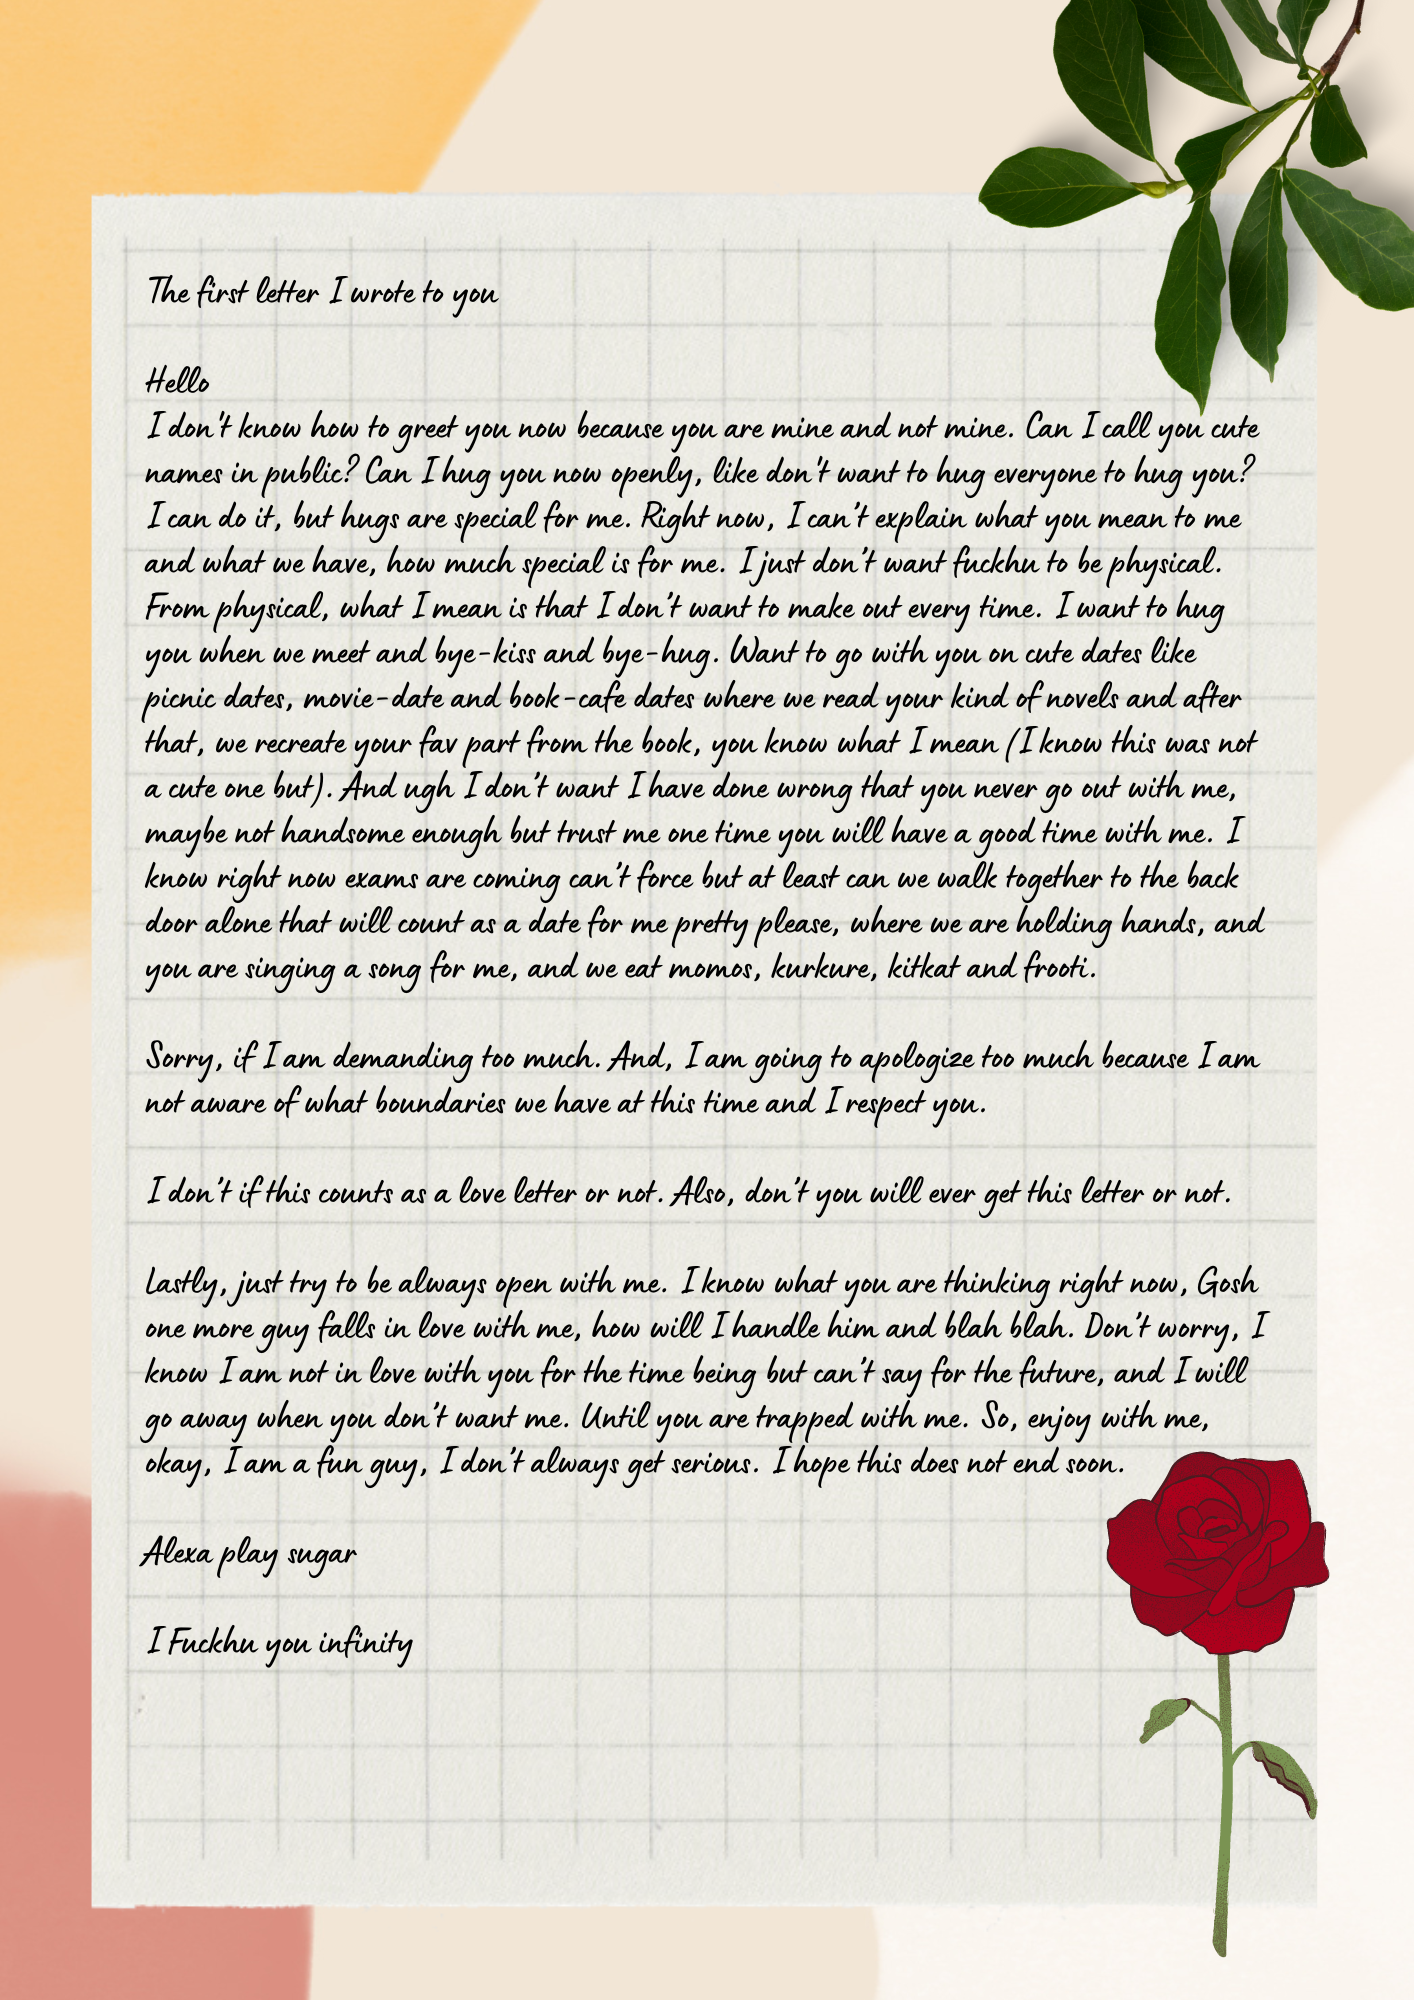 The first letter I wrote to you
Hello
I don't know how to greet you now because you are mine and not mine. Can I call you cute
names in public? Can I hug you now openly, like don't want to hug everyone to hug you?
I can do it, but hugs are special for me. Right now, I can't explain what you mean to me
and what we have, how much special is for me. I just don't want fuckhu to be physical.
From physical, what I mean is that I don't want to make out every time. I want to hug
you when we meet and bye-kiss and bye-hug. Want to go with you on cute dates like
picnic dates, movie-date and book-cafe dates where we read your kind of novels and after
that, we recreate your fav part from the book, you know what I mean (I know this was not
a cute one but). And ugh I don't want I have done wrong that you never go out with me,
maybe not handsome enough but trust me one time you will have a good time with me. I
know right now exams are coming can't force but at least can we walk together to the back
door alone that will count as a date for me pretty please, where we are holding hands, and
you are singing a song for me, and we eat momos, kurkure, kitkat and frooti.
Sorry, if I am demanding too much. And, I am going to apologize too much because I am
not aware of what boundaries we have at this time and I respect you.
I don't if this counts as a love letter or not. Also, don't you will ever get this letter or not.
Lastly, just try to be always open with me. I know what you are thinking right now, Gosh
one more guy falls in love with me, how will I handle him and blah blah. Don't worry, I
know I am not in love with you for the time being but can't say for the future, and I will
go away when you don't want me. Until you are trapped with me. So, enjoy with me,
okay, I am a fun guy, I don't always get serious. I hope this does not end soon.
Alexa play sugar
I Fuckhu you infinity